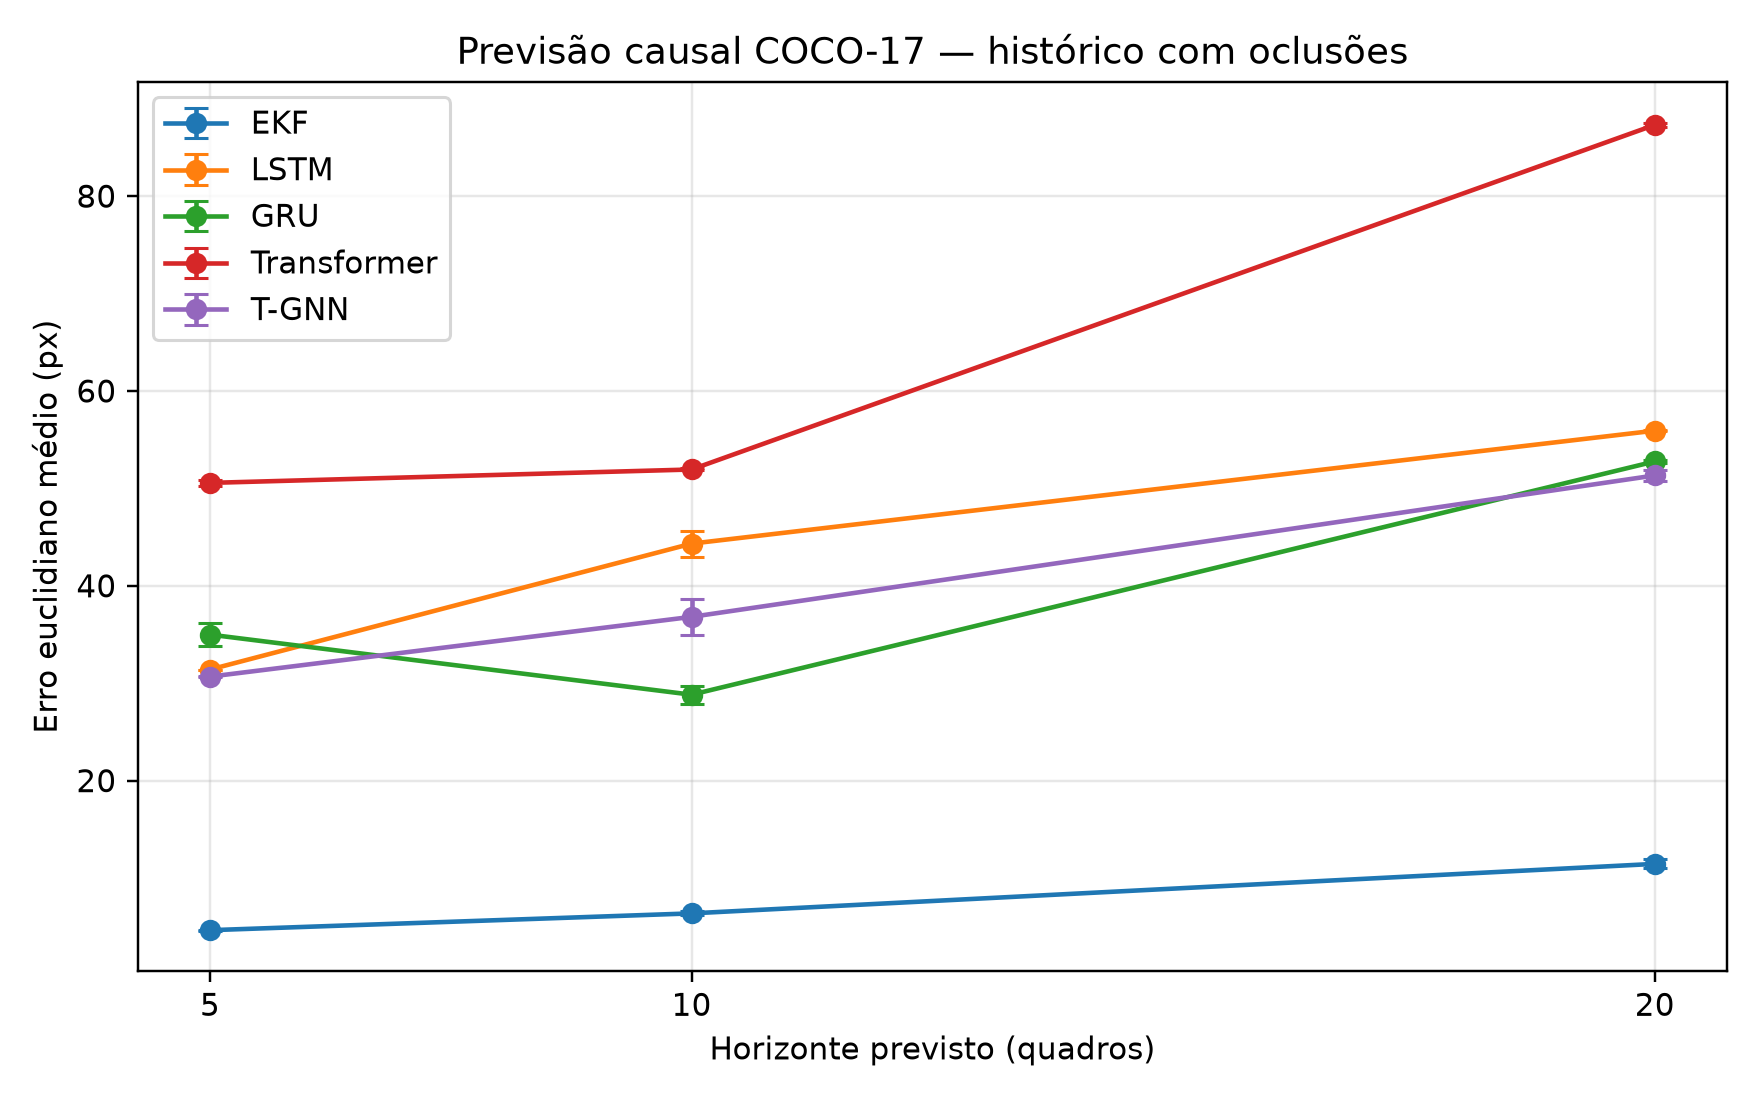 Previsão causal COCO-17 — histórico com oclusões
EKF
LSTM
GRU
Transformer
T-GNN
Erro euclidiano médio (px)
80
60
40
20
5
10
20
Horizonte previsto (quadros)